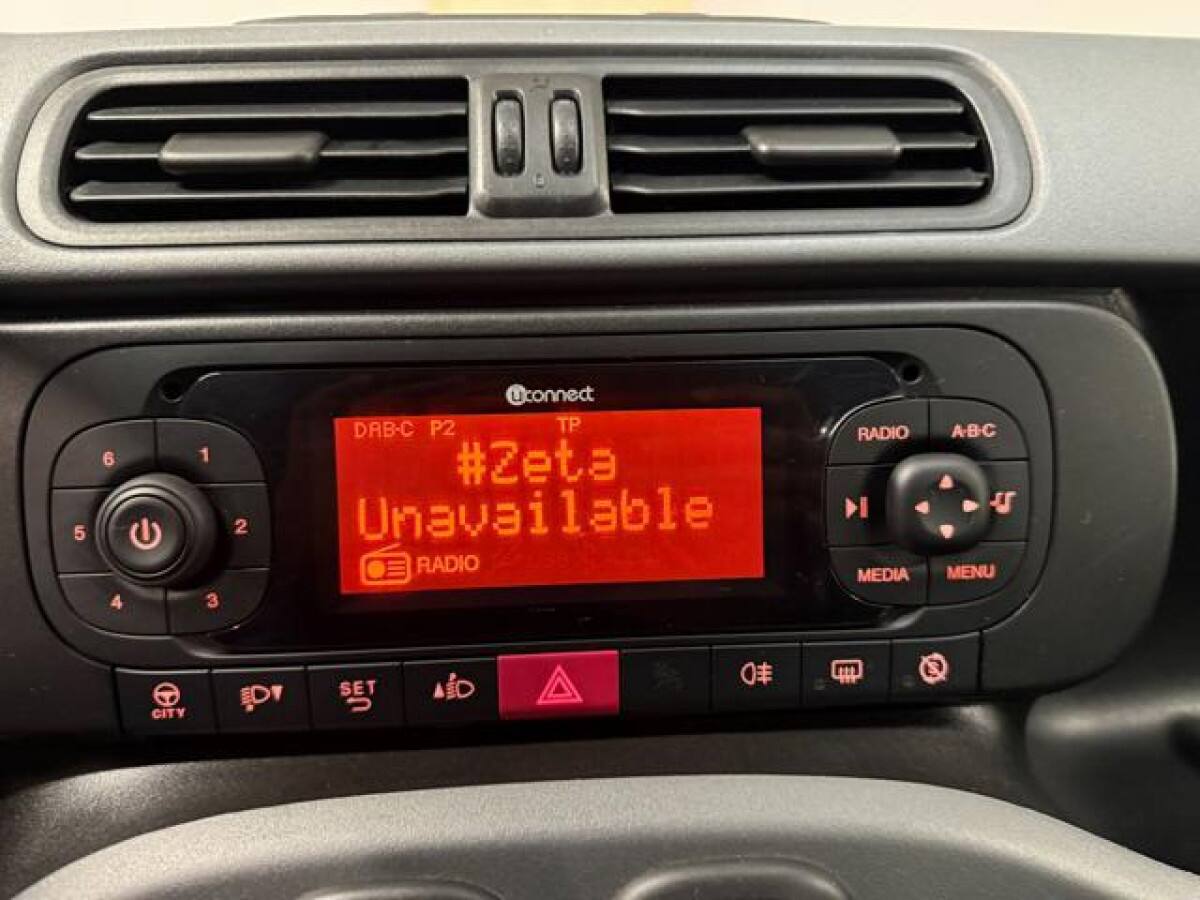 uconnect
DAB-C P2 TP
#Zeta
Unavailable
RADIO
6 1
5 2
4 3
RADIO A-B-C
MEDIA MENU
CITY
SET